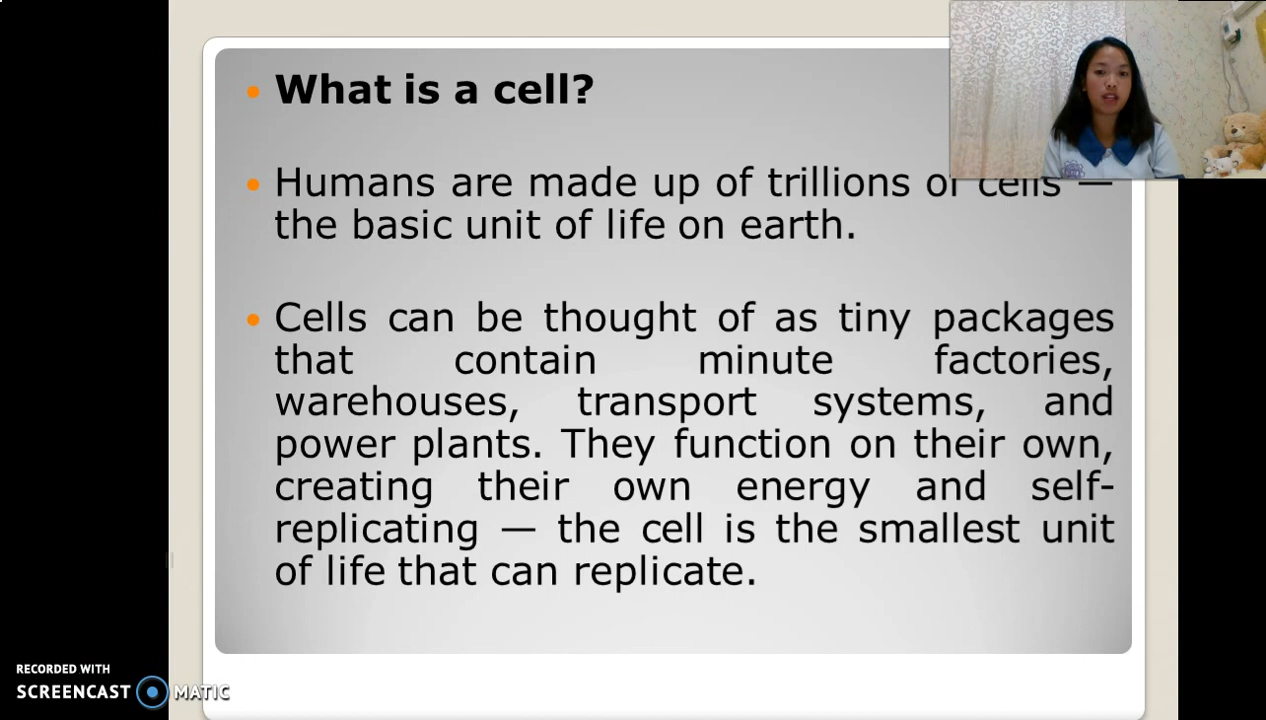 What is a cell?
Humans are made up of trillions of cells —
the basic unit of life on earth.
Cells can be thought of as tiny packages
that contain minute factories,
warehouses, transport systems, and
power plants. They function on their own,
creating their own energy and self-
replicating — the cell is the smallest unit
of life that can replicate.
RECORDED WITH
SCREENCAST MATIC